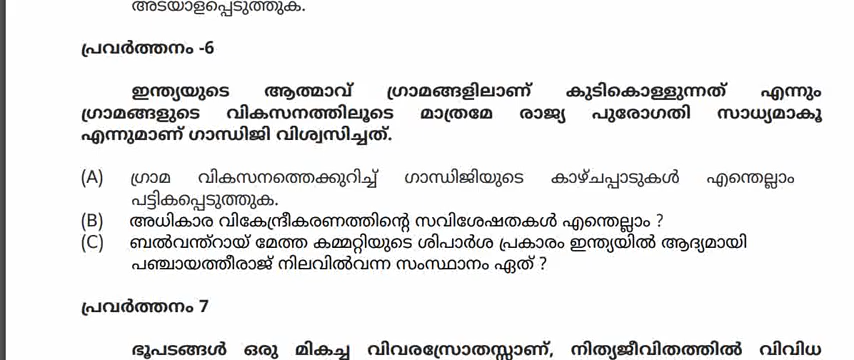 അടയാളപ്പെടുത്തുക.
പ്രവർത്തനം -6
ഇന്ത്യയുടെ ആത്മാവ് ഗ്രാമങ്ങളിലാണ് കുടികൊള്ളുന്നത് എന്നും
ഗ്രാമങ്ങളുടെ വികസനത്തിലൂടെ മാത്രമേ രാജ്യ പുരോഗതി സാധ്യമാകൂ
എന്നുമാണ് ഗാന്ധിജി വിശ്വസിച്ചത്.
(A) ഗ്രാമ വികസനത്തെക്കുറിച്ച് ഗാന്ധിജിയുടെ കാഴ്ചപ്പാടുകൾ എന്തെല്ലാം
പട്ടികപ്പെടുത്തുക.
(B) അധികാര വികേന്ദ്രീകരണത്തിന്റെ സവിശേഷതകൾ എന്തെല്ലാം ?
(C) ബൽവന്ത്റായ് മേത്ത കമ്മറ്റിയുടെ ശിപാർശ പ്രകാരം ഇന്ത്യയിൽ ആദ്യമായി
പഞ്ചായത്തീരാജ് നിലവിൽവന്ന സംസ്ഥാനം ഏത് ?
പ്രവർത്തനം 7
ഭൂപടങ്ങൾ ഒരു മികച്ച വിവരസ്രോതസ്സാണ്, നിത്യജീവിതത്തിൽ വിവിധ